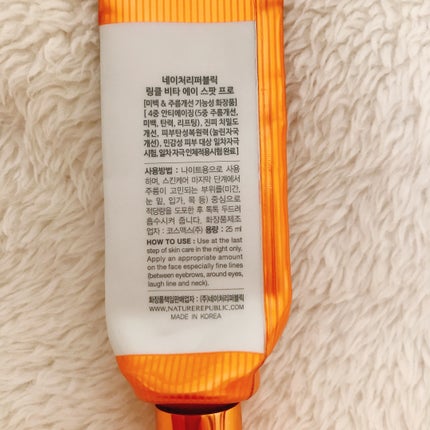 네이처리퍼블릭
링클 비타 에이 스팟 프로
[미백 & 주름개선 기능성 화장품]
[ 4중 안티에이징(5종 주름개선,
미백, 탄력, 리프팅), 진피 치밀도
개선, 피부탄성복원력(눌린자국
개선), 민감성 피부 대상 일차자극
시험, 일차 자극 인체적용시험 완료]
사용방법 : 나이트용으로 사용
하며, 스킨케어 마지막 단계에서
주름이 고민되는 부위를(미간,
눈 밑, 입가, 목 등) 중심으로
적당량을 도포한 후 톡톡 두드려
흡수시켜 줍니다. 화장품제조
업자 : 코스맥스(주) 용량 : 25 ml
HOW TO USE : Use at the last
step of skin care in the night only.
Apply an appropriate amount
on the face especially fine lines
(between eyebrows, around eyes,
laugh line and neck).
화장품책임판매업자 : (주)네이처리퍼블릭
WWW.NATUREREPUBLIC.COM
MADE IN KOREA